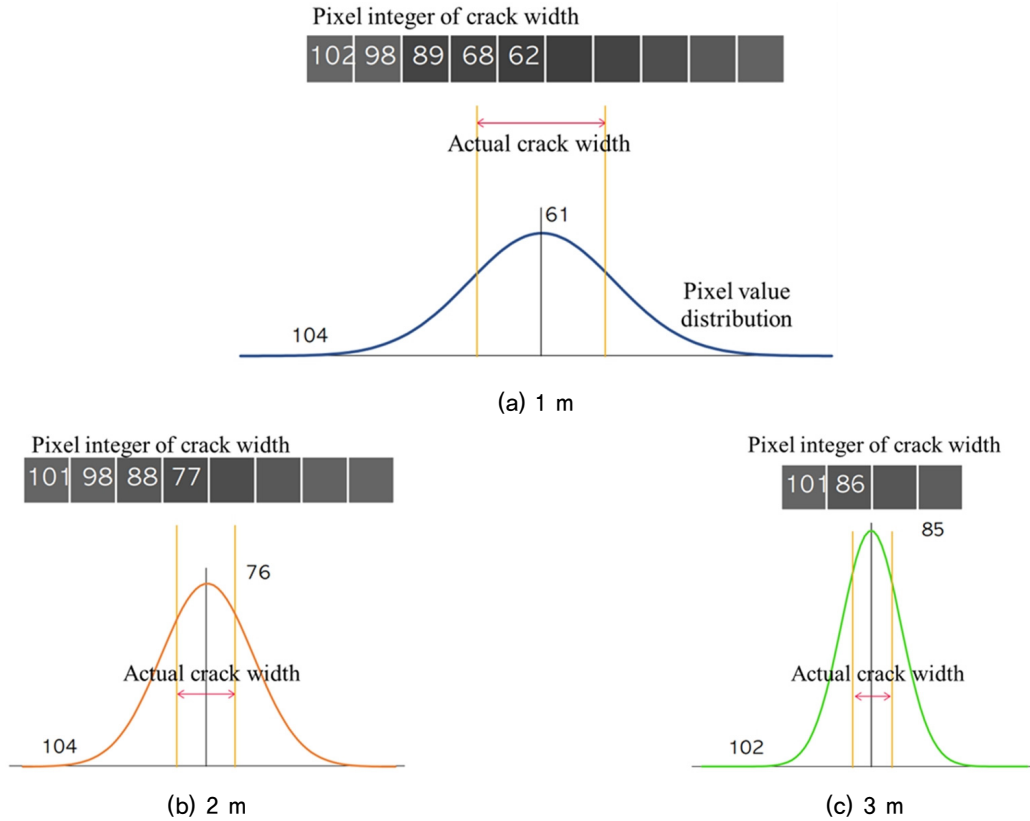 Pixel integer of crack width
102 98 89 68 62
Actual crack width
61
Pixel value
distribution
104
(a) 1 m
Pixel integer of crack width
101 98 88 77
76
Actual crack width
104
(b) 2 m
Pixel integer of crack width
101 86
85
Actual crack width
102
(c) 3 m